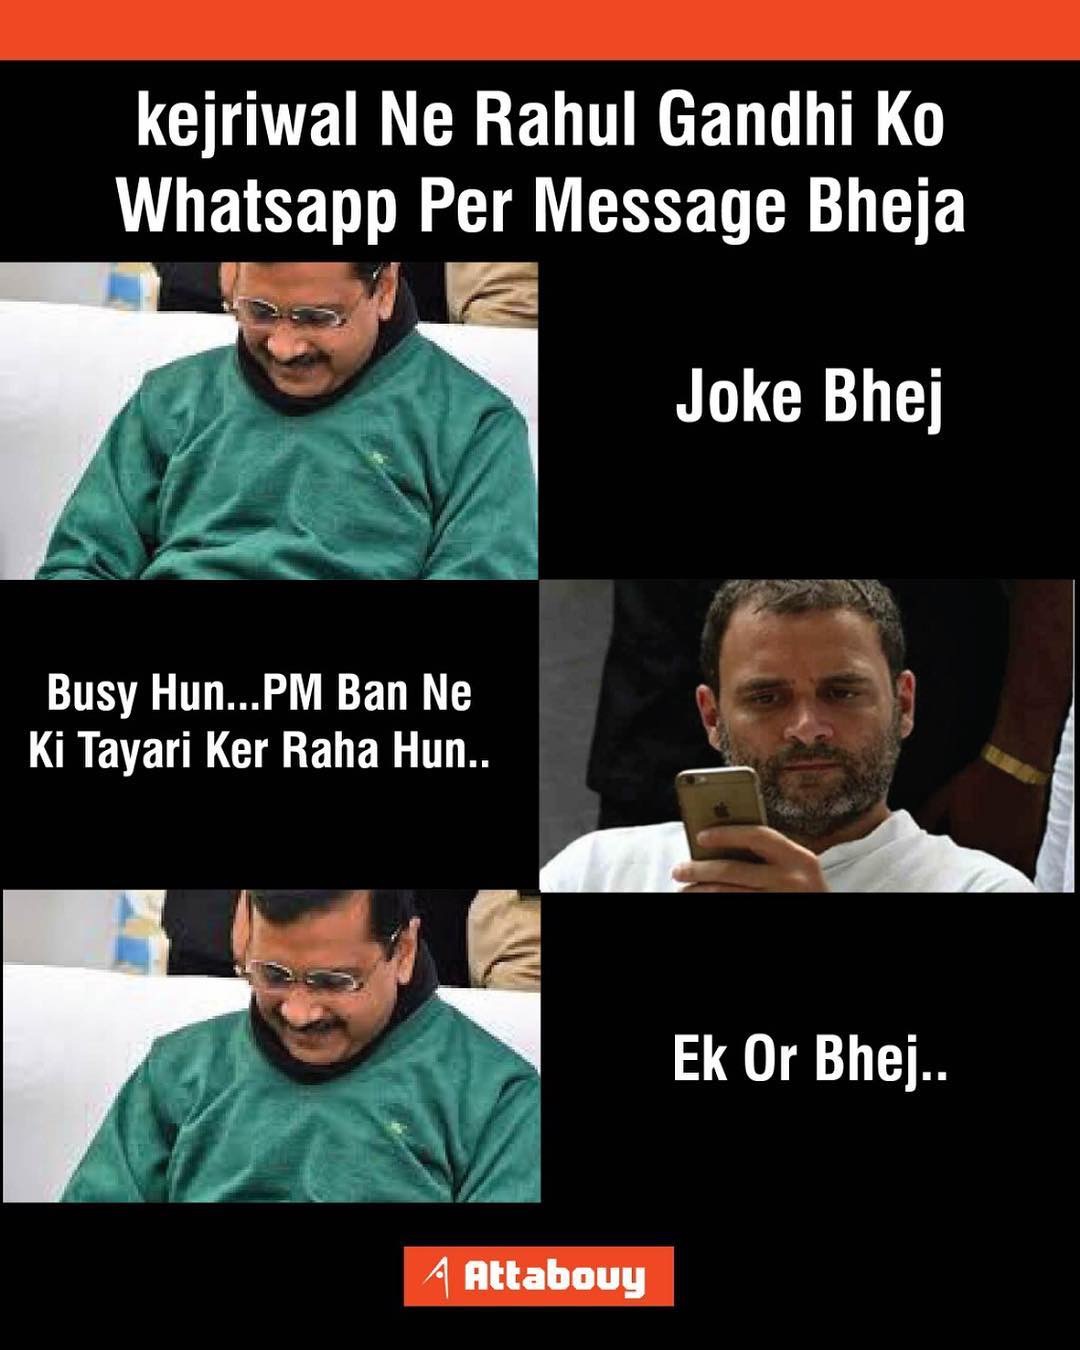 kejriwal Ne Rahul Gandhi Ko
Whatsapp Per Message Bheja
Joke Bhej
Busy Hun...PM Ban Ne
Ki Tayari Ker Raha Hun..
Ek Or Bhej..
Attabouy